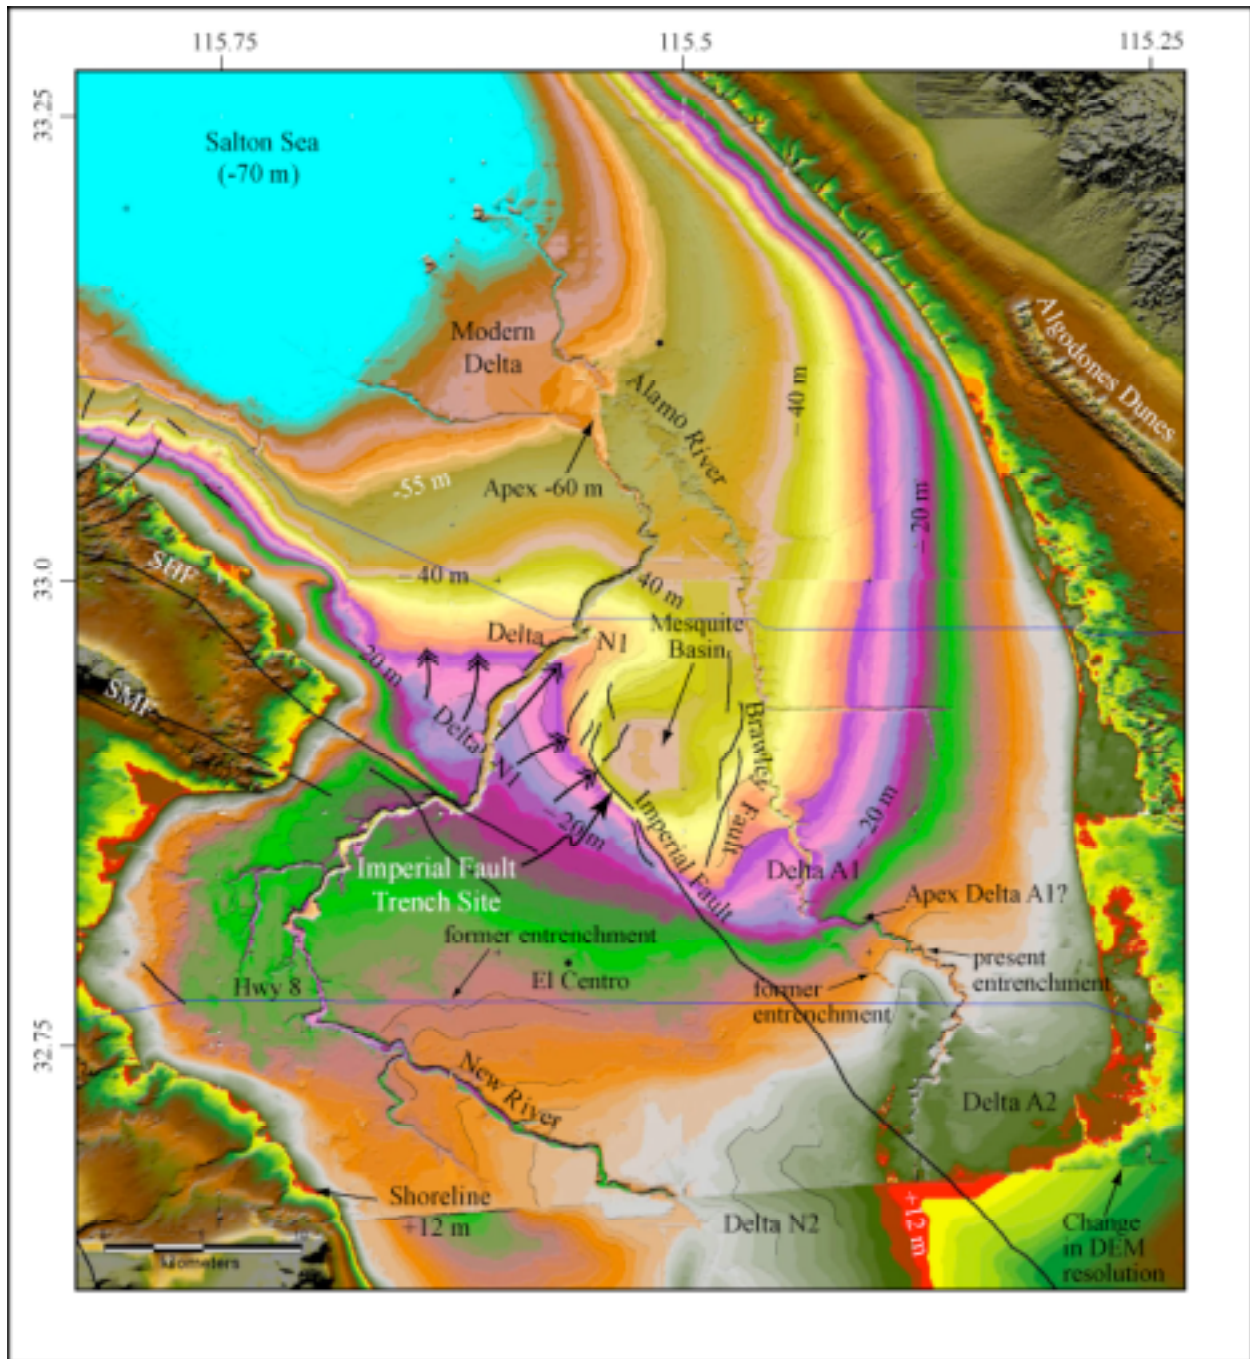 115.75
115.5
115.25
33.25
33.0
32.75
Salton Sea
(-70 m)
Modern
Delta
Alamo River
Algodones Dunes
– 40 m
-55 m
Apex -60 m
– 20 m
SHF
– 40 m
40 m
Mesquite
Basin
Delta
N1
20 m
SMF
Delta
N1
Brawley
Fault
Imperial Fault
– 20 m
– 20 m
Delta A1
Imperial Fault
Trench Site
Apex Delta A1?
former entrenchment
El Centro
present
entrenchment
former
entrenchment
Hwy 8
New River
Delta A2
Shoreline
+12 m
Delta N2
+12 m
Change
in DEM
resolution
kilometers